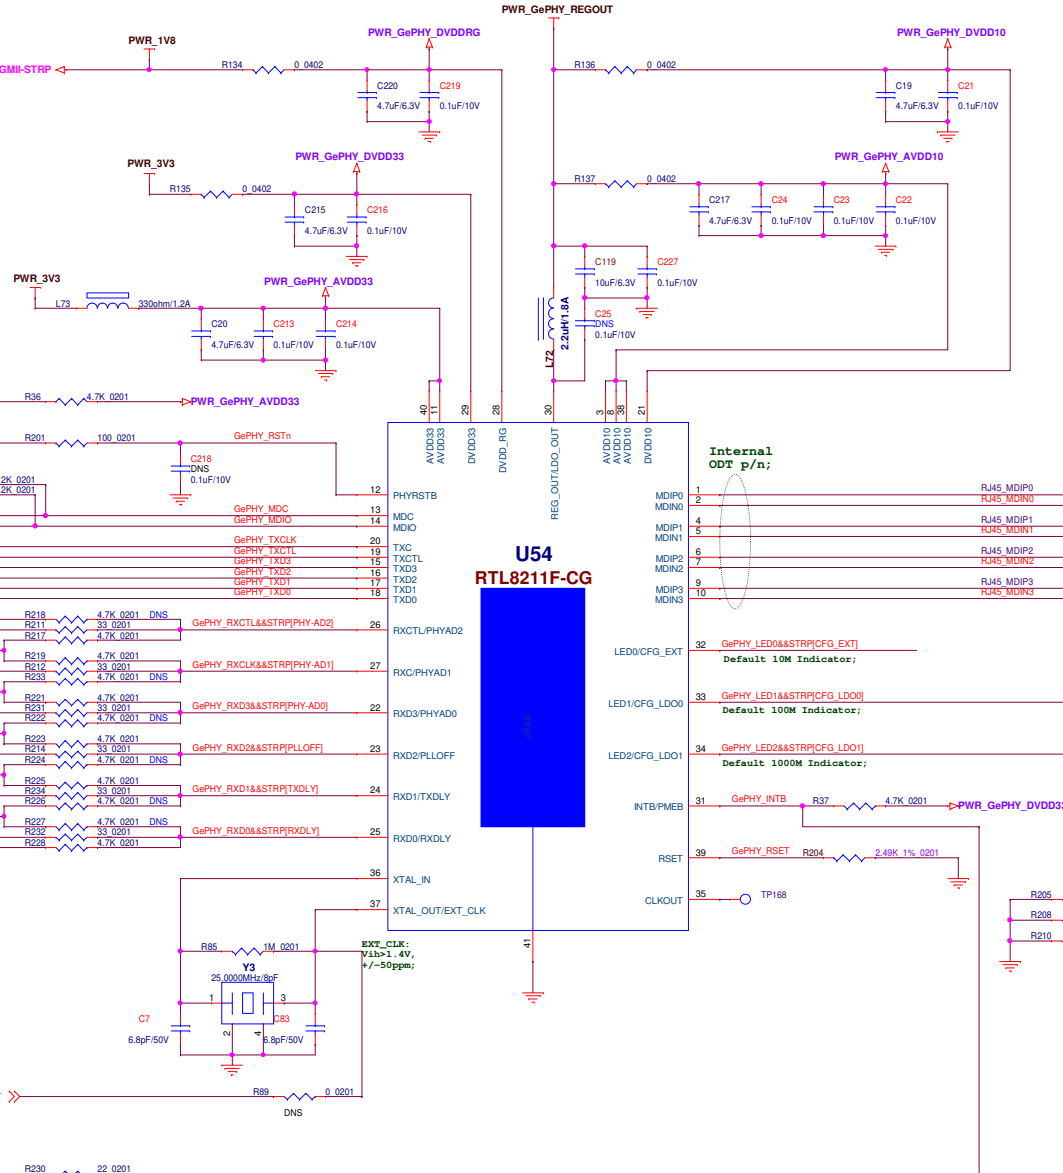 PWR_GePHY_REGOUT
PWR_1V8
PWR_GePHY_DVDDRG
PWR_GePHY_DVDD10
GMII-STRP
R134
0_0402
R136
0_0402
C220
4.7uF/6.3V
C219
0.1uF/10V
C19
4.7uF/6.3V
C21
0.1uF/10V
PWR_3V3
PWR_GePHY_DVDD33
PWR_GePHY_AVDD10
R135
0_0402
R137
0_0402
C215
4.7uF/6.3V
C216
0.1uF/10V
C217
4.7uF/6.3V
C24
0.1uF/10V
C23
0.1uF/10V
C22
0.1uF/10V
PWR_3V3
PWR_GePHY_AVDD33
C119
10uF/6.3V
C227
0.1uF/10V
L73
330ohm/1.2A
C20
4.7uF/6.3V
C213
0.1uF/10V
C214
0.1uF/10V
L72
2.2uH/1.8A
C25
DNS
0.1uF/10V
R36
4.7K_0201
PWR_GePHY_AVDD33
40
11
29
28
30
3
8
38
21
AVDD33
AVDD33
DVDD33
DVDD_RG
REG_OUT/LDO_OUT
AVDD10
AVDD10
AVDD10
DVDD10
R201
100_0201
GePHY_RSTn
C218
DNS
0.1uF/10V
Internal
ODT p/n;
2K_0201
2K_0201
12
PHYRSTB
GePHY_MDC
13
MDC
GePHY_MDIO
14
MDIO
GePHY_TXCLK
20
TXC
GePHY_TXCTL
19
TXCTL
GePHY_TXD3
15
TXD3
GePHY_TXD2
16
TXD2
GePHY_TXD1
17
TXD1
GePHY_TXD0
18
TXD0
U54
RTL8211F-CG
ePAD
MDIP0
1
RJ45_MDIP0
MDIN0
2
RJ45_MDIN0
MDIP1
4
RJ45_MDIP1
MDIN1
5
RJ45_MDIN1
MDIP2
6
RJ45_MDIP2
MDIN2
7
RJ45_MDIN2
MDIP3
9
RJ45_MDIP3
MDIN3
10
RJ45_MDIN3
R218
4.7K_0201
DNS
R211
33_0201
R217
4.7K_0201
GePHY_RXCTL&&STRP[PHY-AD2]
26
RXCTL/PHYAD2
R219
4.7K_0201
R212
33_0201
R233
4.7K_0201
DNS
GePHY_RXCLK&&STRP[PHY-AD1]
27
RXC/PHYAD1
R221
4.7K_0201
R231
33_0201
R222
4.7K_0201
DNS
GePHY_RXD3&&STRP[PHY-AD0]
22
RXD3/PHYAD0
R223
4.7K_0201
R214
33_0201
R224
4.7K_0201
DNS
GePHY_RXD2&&STRP[PLLOFF]
23
RXD2/PLLOFF
R225
4.7K_0201
R234
33_0201
R226
4.7K_0201
DNS
GePHY_RXD1&&STRP[TXDLY]
24
RXD1/TXDLY
R227
4.7K_0201
DNS
R232
33_0201
R228
4.7K_0201
GePHY_RXD0&&STRP[RXDLY]
25
RXD0/RXDLY
LED0/CFG_EXT
32
GePHY_LED0&&STRP[CFG_EXT]
Default 10M Indicator;
LED1/CFG_LDO0
33
GePHY_LED1&&STRP[CFG_LDO0]
Default 100M Indicator;
LED2/CFG_LDO1
34
GePHY_LED2&&STRP[CFG_LDO1]
Default 1000M Indicator;
INTB/PMEB
31
GePHY_INTB
R37
4.7K_0201
PWR_GePHY_DVDD33
RSET
39
GePHY_RSET
R204
2.49K_1%_0201
CLKOUT
35
TP168
36
XTAL_IN
37
XTAL_OUT/EXT_CLK
41
EXT_CLK:
Vih>1.4V,
+/-50ppm;
R205
R208
R210
R85
1M_0201
Y3
25.0000MHz/8pF
1
3
2
4
C7
6.8pF/50V
C83
6.8pF/50V
R89
0_0201
DNS
R230
22_0201